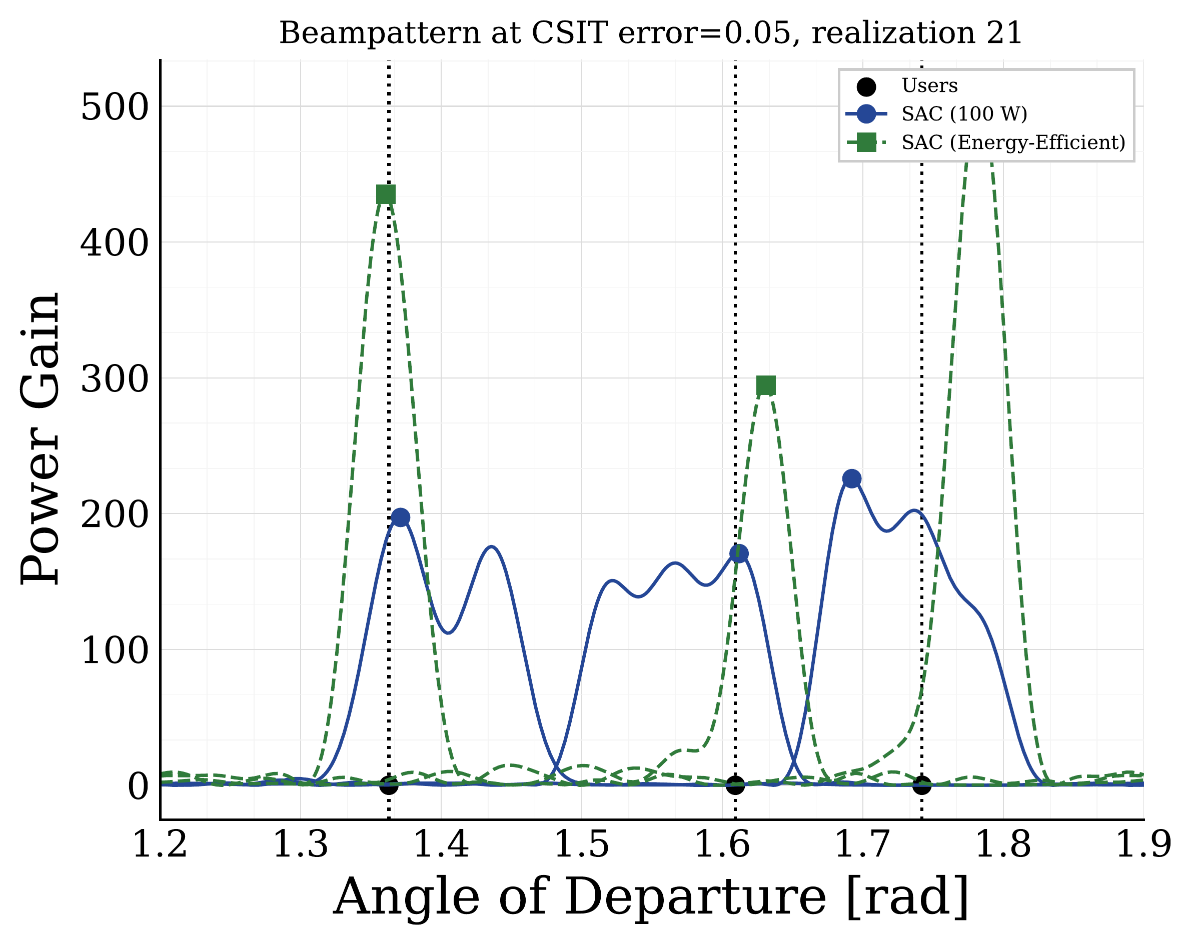 Beampattern at CSIT error=0.05, realization 21
Users
SAC (100 W)
SAC (Energy-Efficient)
Power Gain
500
400
300
200
100
0
1.2 1.3 1.4 1.5 1.6 1.7 1.8 1.9
Angle of Departure [rad]